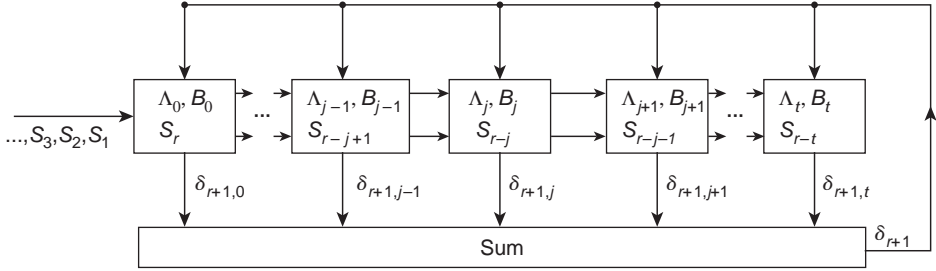 Λ₀, B₀ ... Λⱼ₋₁, Bⱼ₋₁ Λⱼ, Bⱼ Λⱼ₊₁, Bⱼ₊₁ ... Λₜ, Bₜ
..., S₃, S₂, S₁ Sᵣ Sᵣ₋ⱼ₊₁ Sᵣ₋ⱼ Sᵣ₋ⱼ₋₁ Sᵣ₋ₜ
δᵣ₊₁,₀ δᵣ₊₁,ⱼ₋₁ δᵣ₊₁,ⱼ δᵣ₊₁,ⱼ₊₁ δᵣ₊₁,ₜ
Sum δᵣ₊₁